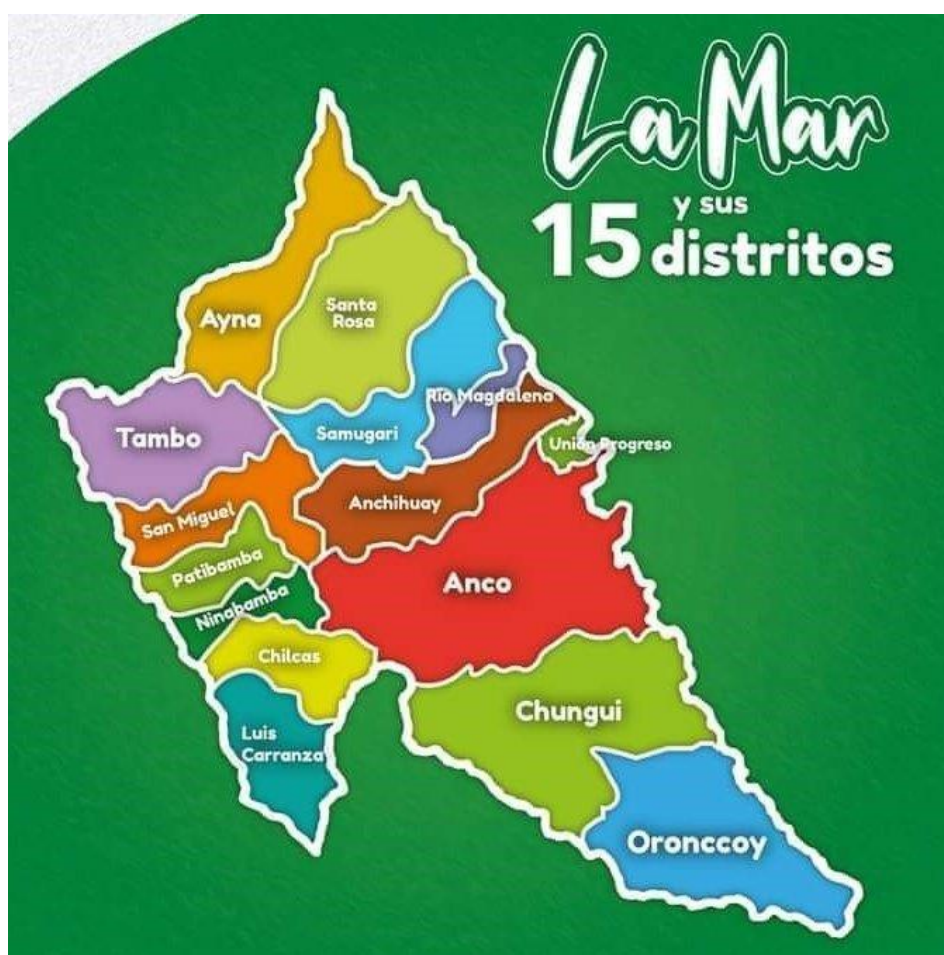 La Mar
y sus
15 distritos
Ayna
Santa
Rosa
Río Magdalena
Tambo
Samugari
Unión Progreso
San Miguel
Anchihuay
Patibamba
Anco
Ninabamba
Chilcas
Chungui
Luis
Carranza
Oronccoy